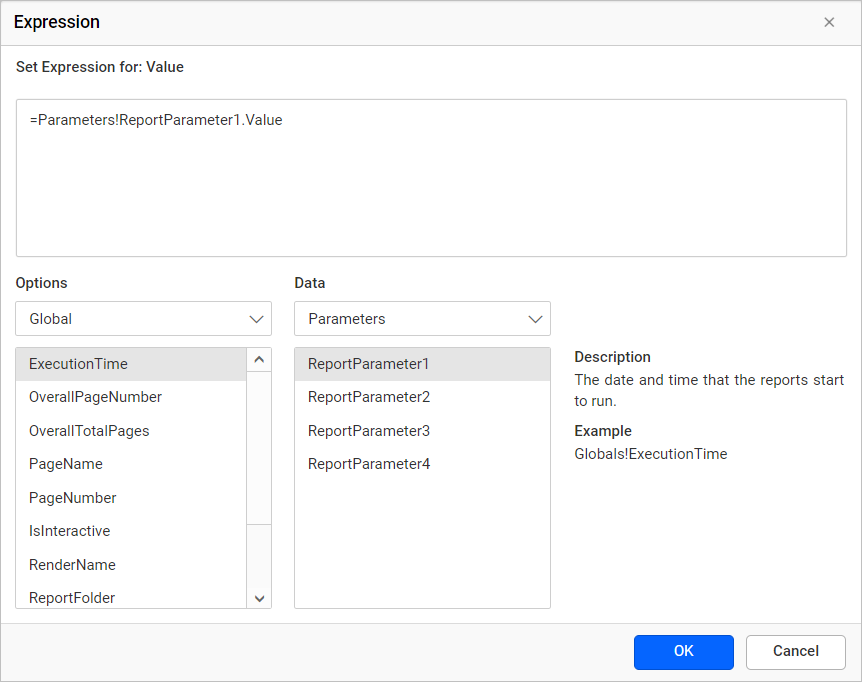 Expression
Set Expression for: Value
=Parameters!ReportParameter1.Value
Options
Data
Global
Parameters
ExecutionTime
OverallPageNumber
OverallTotalPages
PageName
PageNumber
IsInteractive
RenderName
ReportFolder
ReportParameter1
ReportParameter2
ReportParameter3
ReportParameter4
Description
The date and time that the reports start
to run.
Example
Globals!ExecutionTime
OK
Cancel